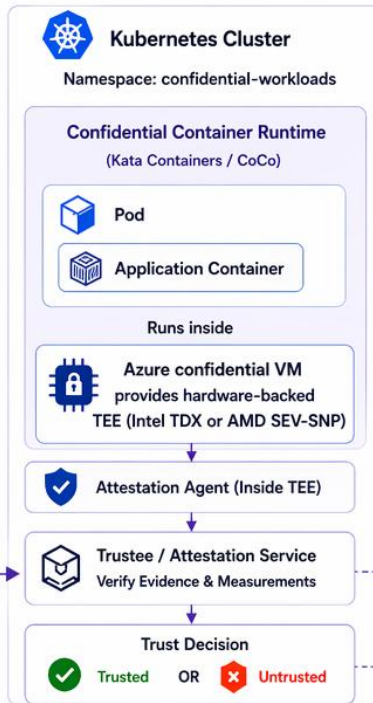 Kubernetes Cluster
Namespace: confidential-workloads
Confidential Container Runtime
(Kata Containers / CoCo)
Pod
Application Container
Runs inside
Azure confidential VM
provides hardware-backed
TEE (Intel TDX or AMD SEV-SNP)
Attestation Agent (Inside TEE)
Trustee / Attestation Service
Verify Evidence & Measurements
Trust Decision
Trusted OR Untrusted